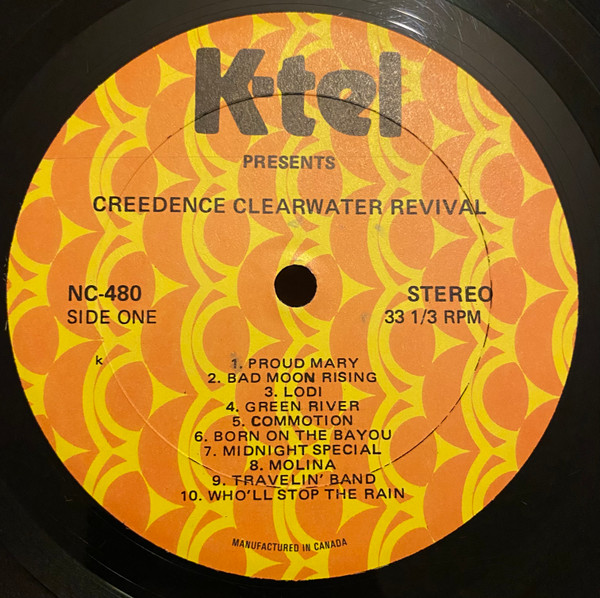 K-tel
PRESENTS
CREEDENCE CLEARWATER REVIVAL
NC-480
STEREO
SIDE ONE
33 1/3 RPM
k
1. PROUD MARY
2. BAD MOON RISING
3. LODI
4. GREEN RIVER
5. COMMOTION
6. BORN ON THE BAYOU
7. MIDNIGHT SPECIAL
8. MOLINA
9. TRAVELIN' BAND
10. WHO'LL STOP THE RAIN
MANUFACTURED IN CANADA